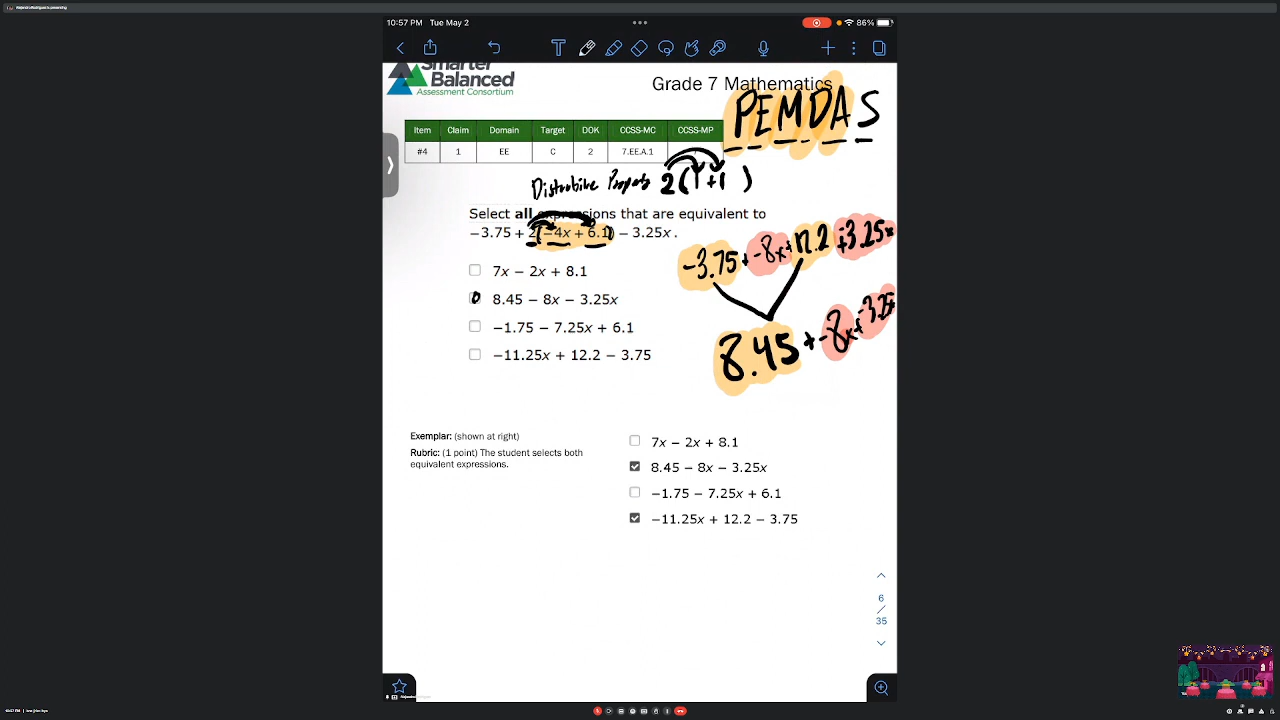 10:57 PM Tue May 2
86%
Smarter
Balanced
Assessment Consortium
Grade 7 Mathematics
PEMDAS
Item Claim Domain Target DOK CCSS-MC CCSS-MP
#4 1 EE C 2 7.EE.A.1
2(1+1)
Select all expressions that are equivalent to
−3.75 + 2(−4x + 6.1) − 3.25x.
-3.75 + -8x + 12.2 + -3.25x
7x − 2x + 8.1
8.45 − 8x − 3.25x
−1.75 − 7.25x + 6.1
8.45 + -8x + -3.25x
−11.25x + 12.2 − 3.75
Exemplar: (shown at right)
Rubric: (1 point) The student selects both
equivalent expressions.
7x − 2x + 8.1
8.45 − 8x − 3.25x
−1.75 − 7.25x + 6.1
−11.25x + 12.2 − 3.75
6
/
35